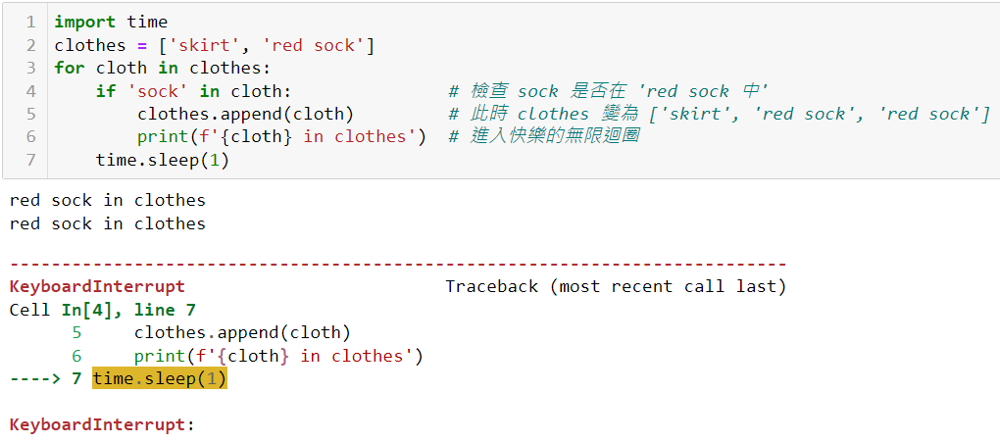 1 import time
2 clothes = ['skirt', 'red sock']
3 for cloth in clothes:
4     if 'sock' in cloth:               # 檢查 sock 是否在 'red sock 中'
5         clothes.append(cloth)         # 此時 clothes 變為 ['skirt', 'red sock', 'red sock']
6         print(f'{cloth} in clothes')  # 進入快樂的無限迴圈
7     time.sleep(1)
red sock in clothes
red sock in clothes
---------------------------------------------------------------------------
KeyboardInterrupt                         Traceback (most recent call last)
Cell In[4], line 7
      5     clothes.append(cloth)
      6     print(f'{cloth} in clothes')
----> 7 time.sleep(1)
KeyboardInterrupt: